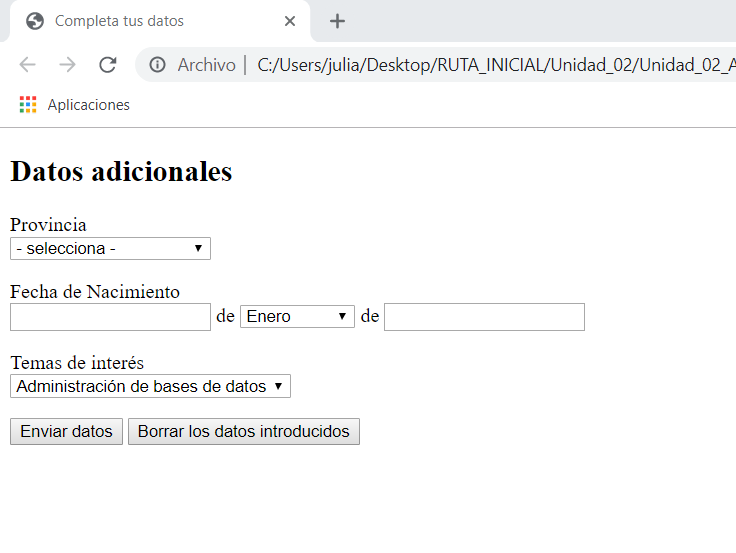 Completa tus datos
Archivo | C:/Users/julia/Desktop/RUTA_INICIAL/Unidad_02/Unidad_02_A
Aplicaciones
Datos adicionales
Provincia
- selecciona -
Fecha de Nacimiento
de Enero de
Temas de interés
Administración de bases de datos
Enviar datos Borrar los datos introducidos